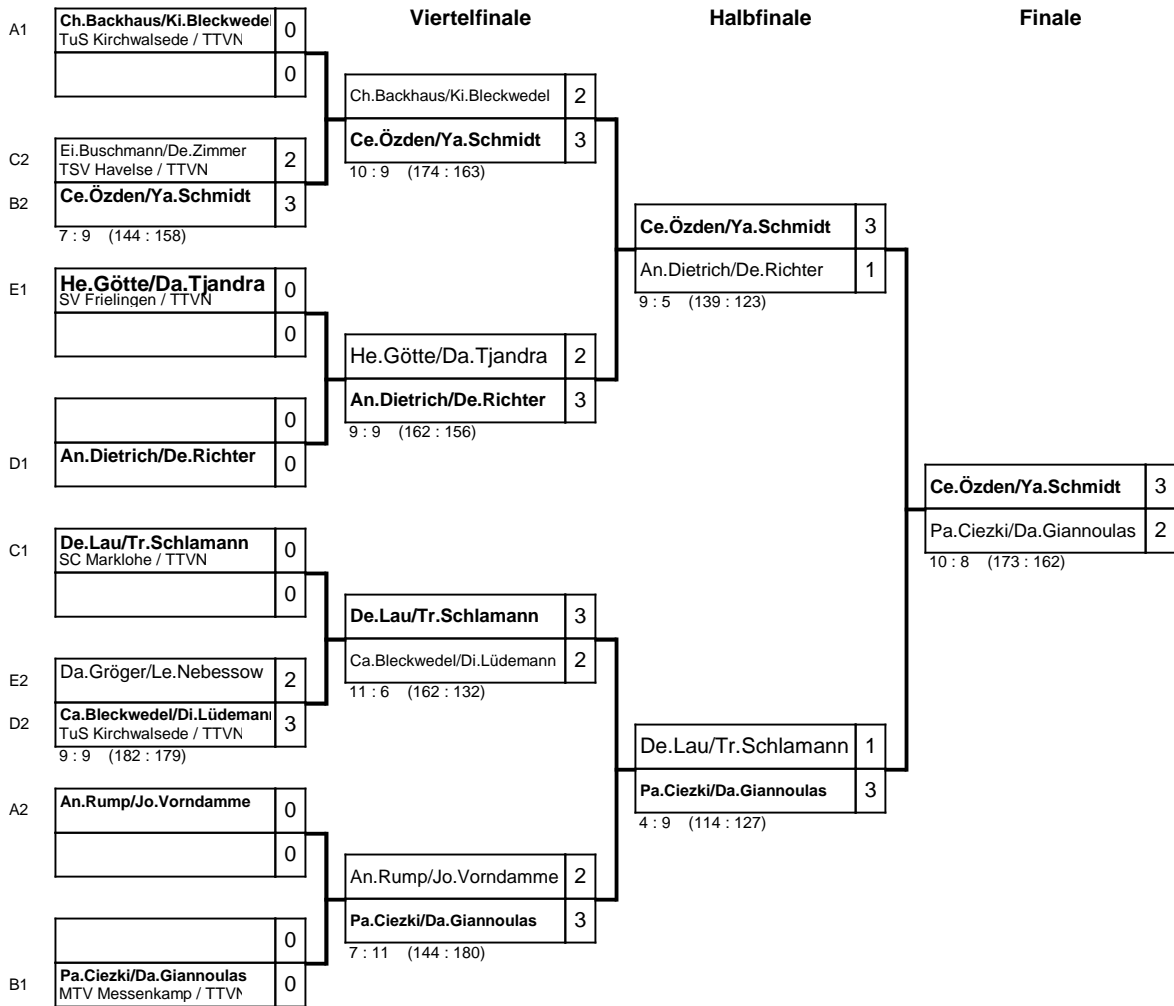 Viertelfinale
Halbfinale
Finale
A1
Ch.Backhaus/Ki.Bleckwedel
0
TuS Kirchwalsede / TTVN
0
C2
Ei.Buschmann/De.Zimmer
2
TSV Havelse / TTVN
B2
Ce.Özden/Ya.Schmidt
3
7 : 9 (144 : 158)
E1
He.Götte/Da.Tjandra
0
SV Frielingen / TTVN
0
0
D1
An.Dietrich/De.Richter
0
C1
De.Lau/Tr.Schlamann
0
SC Marklohe / TTVN
0
E2
Da.Gröger/Le.Nebessow
2
D2
Ca.Bleckwedel/Di.Lüdemann
3
TuS Kirchwalsede / TTVN
9 : 9 (182 : 179)
A2
An.Rump/Jo.Vorndamme
0
0
0
B1
Pa.Ciezki/Da.Giannoulas
0
MTV Messenkamp / TTVN
Ch.Backhaus/Ki.Bleckwedel
2
Ce.Özden/Ya.Schmidt
3
10 : 9 (174 : 163)
He.Götte/Da.Tjandra
2
An.Dietrich/De.Richter
3
9 : 9 (162 : 156)
De.Lau/Tr.Schlamann
3
Ca.Bleckwedel/Di.Lüdemann
2
11 : 6 (162 : 132)
An.Rump/Jo.Vorndamme
2
Pa.Ciezki/Da.Giannoulas
3
7 : 11 (144 : 180)
Ce.Özden/Ya.Schmidt
3
An.Dietrich/De.Richter
1
9 : 5 (139 : 123)
De.Lau/Tr.Schlamann
1
Pa.Ciezki/Da.Giannoulas
3
4 : 9 (114 : 127)
Ce.Özden/Ya.Schmidt
3
Pa.Ciezki/Da.Giannoulas
2
10 : 8 (173 : 162)